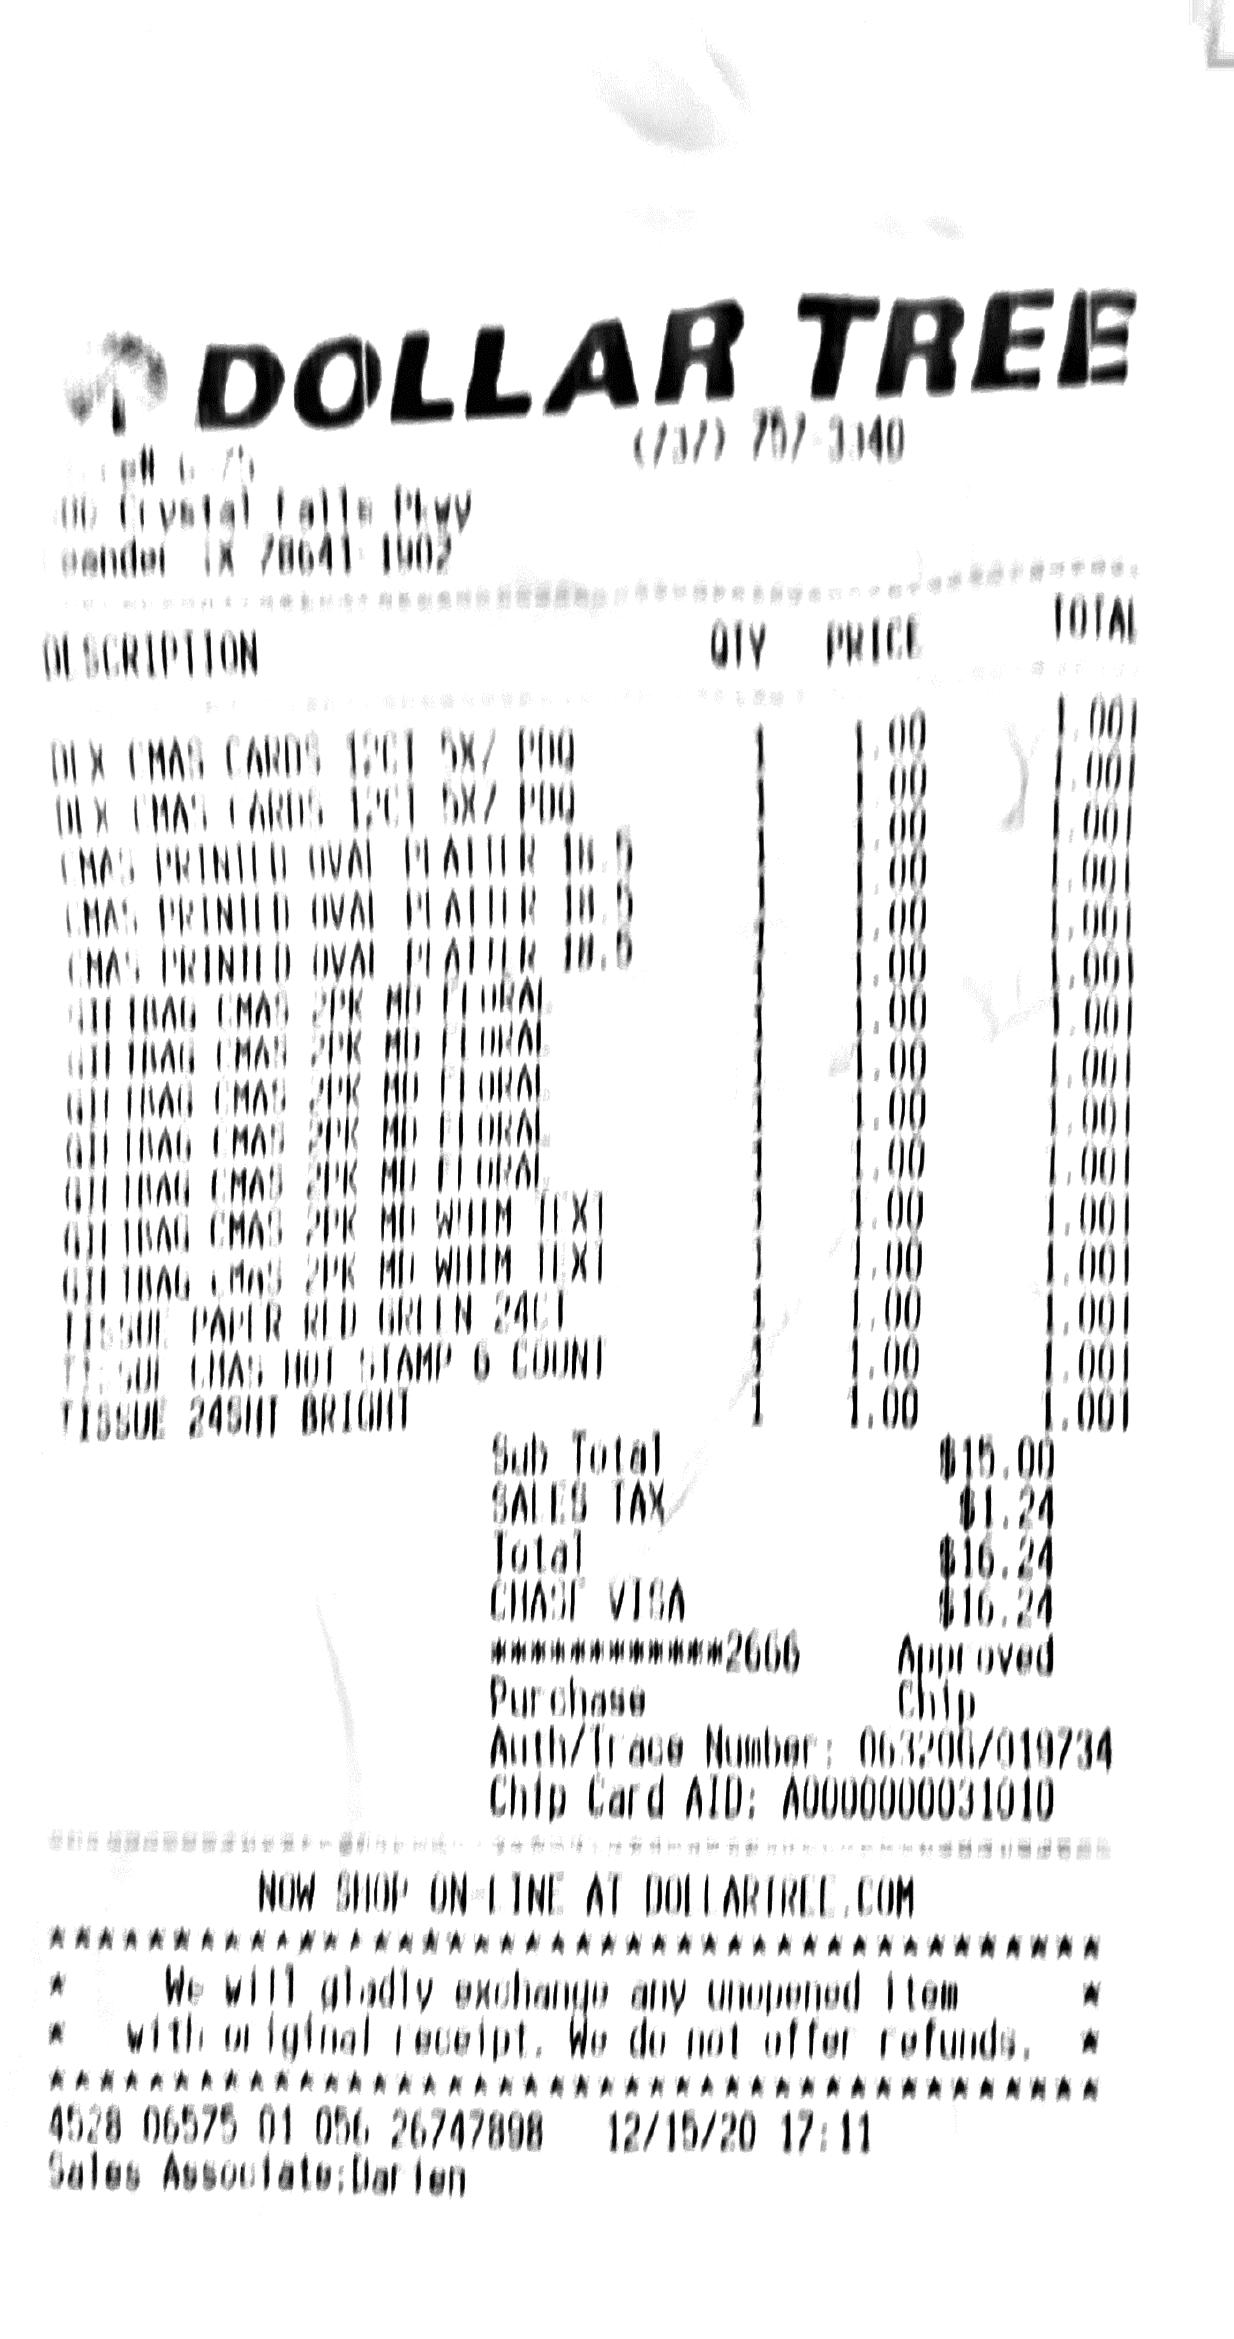 DOLLAR TREE
Crystal Falls Pkwy
TX 78641-1902
DESCRIPTION QTY PRICE TOTAL
DLX CMAS CARDS 12CT 5X7 PDQ 1 1.00 1.00T
DLX CMAS CARDS 12CT 5X7 PDQ 1 1.00 1.00T
CMAS PRINTED OVAL PLATTER 18.5 1 1.00 1.00T
CMAS PRINTED OVAL PLATTER 18.5 1 1.00 1.00T
CMAS PRINTED OVAL PLATTER 18.5 1 1.00 1.00T
GIFTBAG CMAS 2PK MD FLORAL 1 1.00 1.00T
GIFTBAG CMAS 2PK MD FLORAL 1 1.00 1.00T
GIFTBAG CMAS 2PK MD FLORAL 1 1.00 1.00T
GIFTBAG CMAS 2PK MD FLORAL 1 1.00 1.00T
GIFTBAG CMAS 2PK MD FLORAL 1 1.00 1.00T
GIFTBAG CMAS 2PK MD WHIM TEXT 1 1.00 1.00T
GIFTBAG CMAS 2PK MD WHIM TEXT 1 1.00 1.00T
TISSUE PAPER RED GREEN 24CT 1 1.00 1.00T
TISSUE CMAS HOT STAMP 6 COUNT 1 1.00 1.00T
TISSUE 24SHT BRIGHT 1 1.00 1.00T
Sub Total $15.00
SALES TAX $1.24
Total $16.24
CHASE VISA $16.24
************2666 Approved
Purchase Chip
Auth/Trace Number: 06320G/019734
Chip Card AID: A0000000031010
NOW SHOP ON-LINE AT DOLLARTREE.COM
******************************************
* We will gladly exchange any unopened item *
* with original receipt. We do not offer refunds. *
******************************************
4528 06575 01 056 26747898 12/15/20 17:11
Sales Associate:Darien